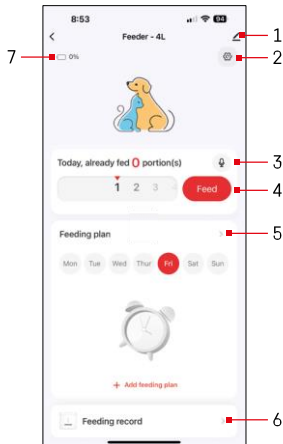 8:53 94
Feeder - 4L 1
7 0% 2
Today, already fed 0 portion(s) 3
1 2 3 4 Feed 4
Feeding plan 5
Mon Tue Wed Thur Fri Sat Sun
+ Add feeding plan
Feeding record 6